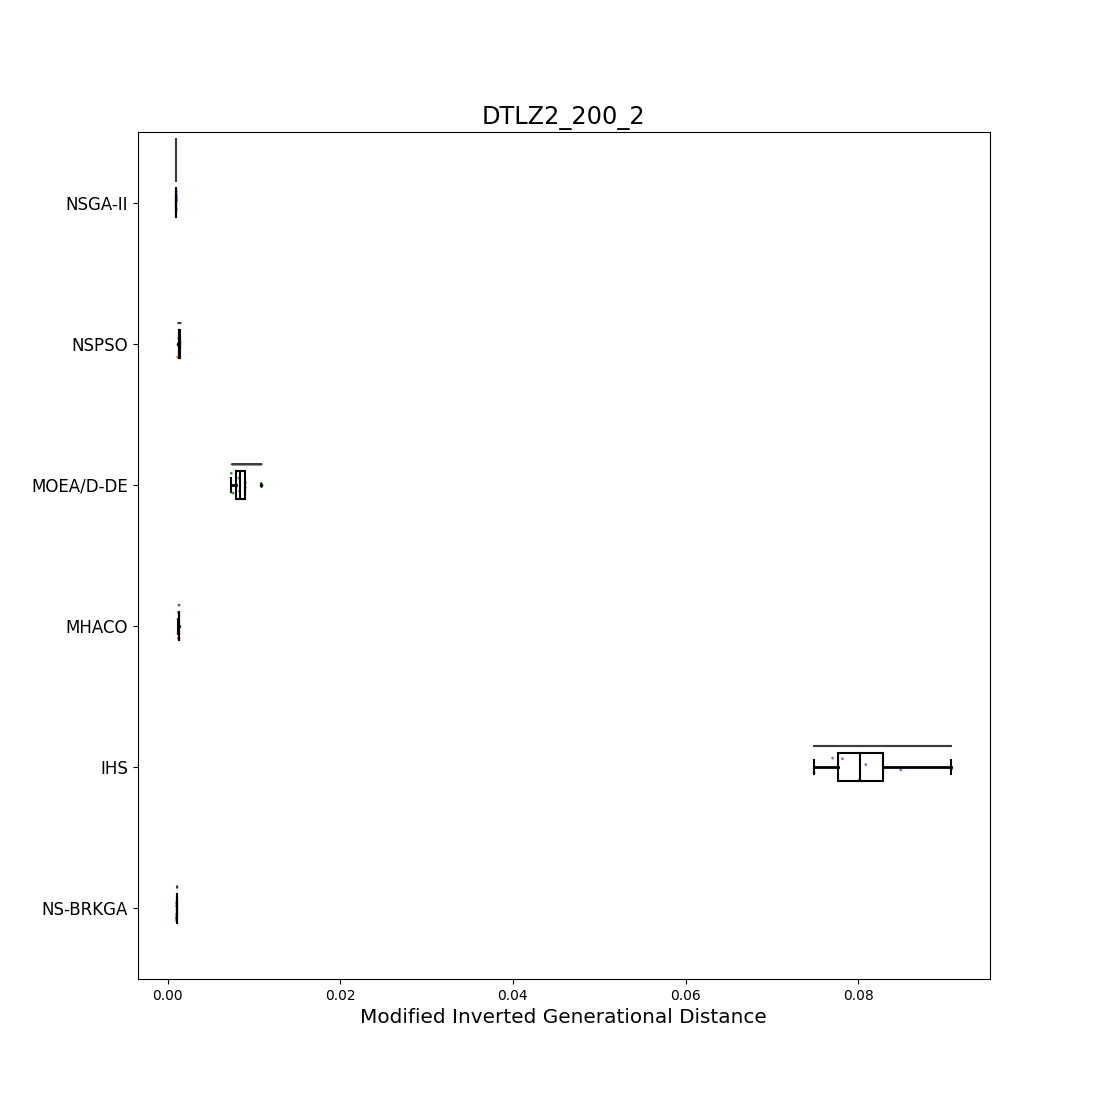 DTLZ2_200_2
NSGA-II
NSPSO
MOEA/D-DE
MHACO
IHS
NS-BRKGA
0.00 0.02 0.04 0.06 0.08
Modified Inverted Generational Distance